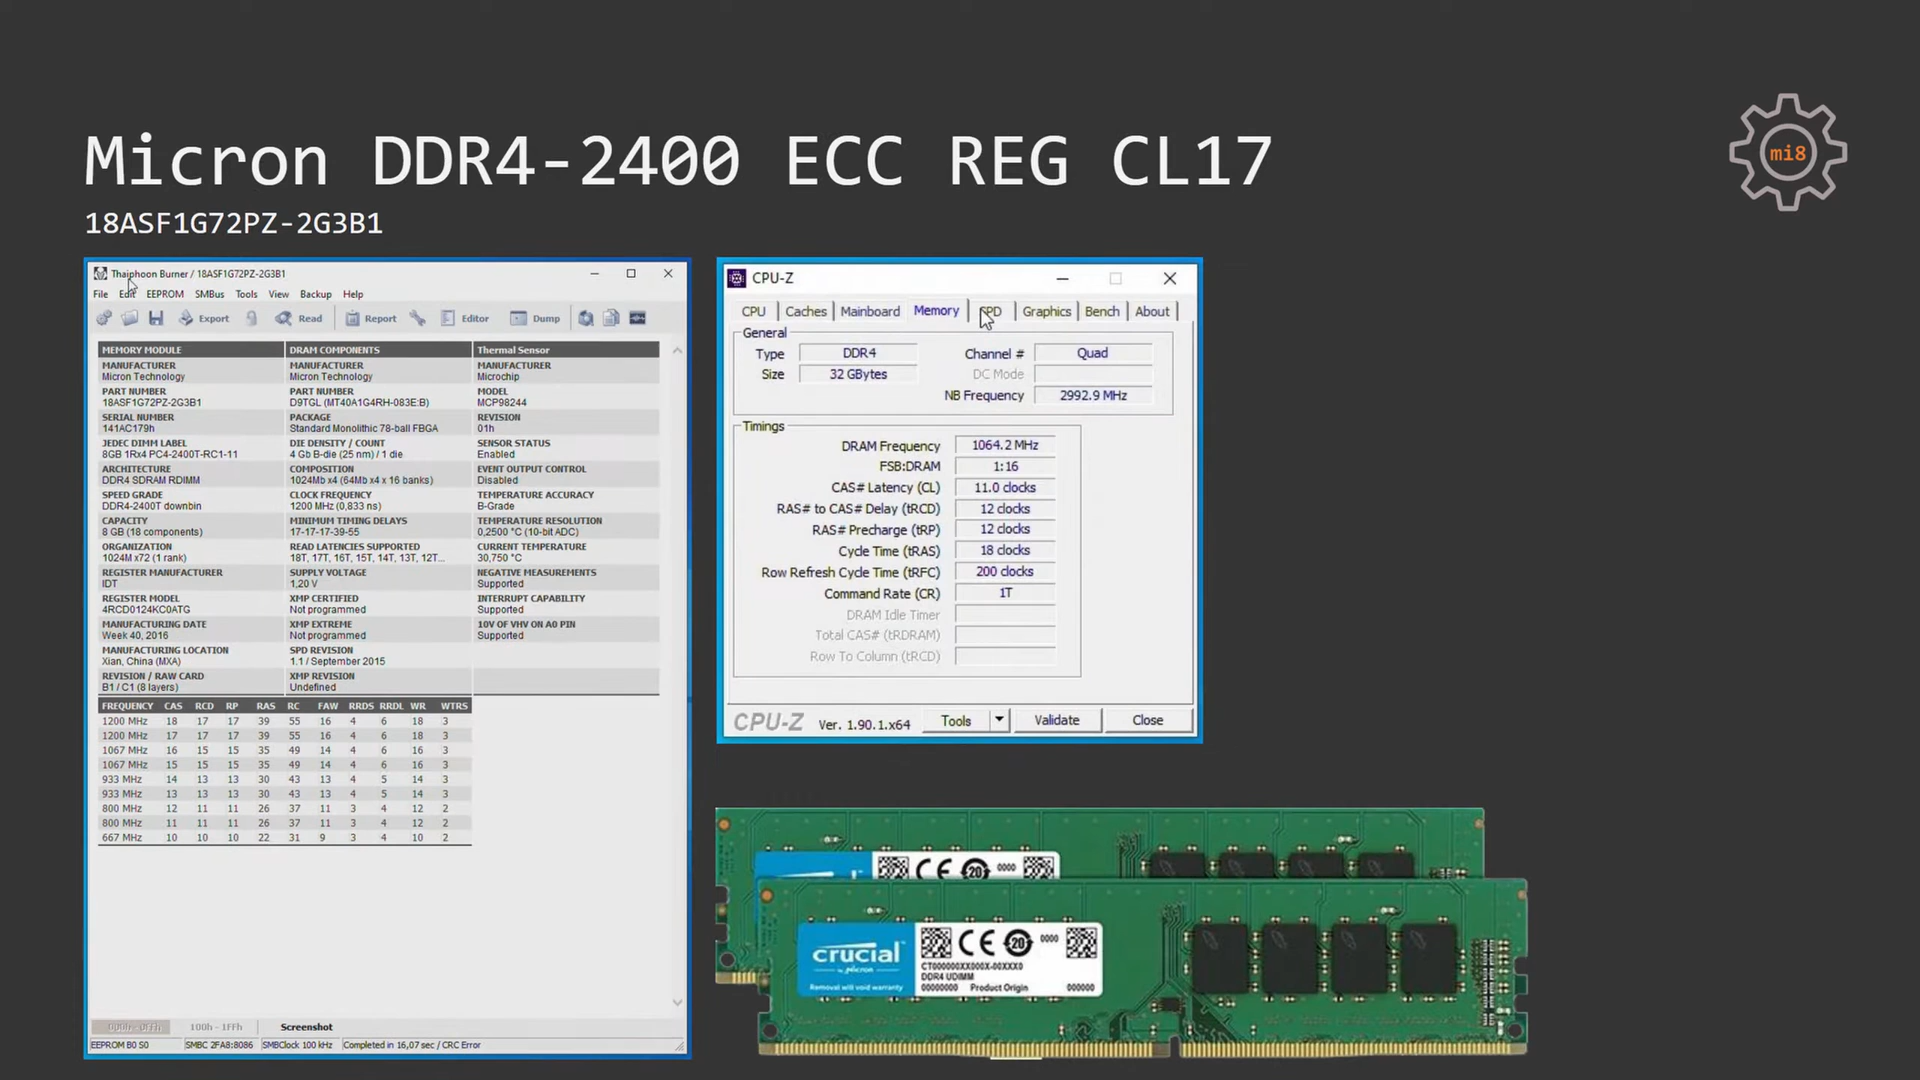 Micron DDR4-2400 ECC REG CL17
mi8
18ASF1G72PZ-2G3B1
Thaiphoon Burner / 18ASF1G72PZ-2G3B1
File Edit EEPROM SMBus Tools View Backup Help
Export Read Report Editor Dump
MEMORY MODULE DRAM COMPONENTS Thermal Sensor
MANUFACTURER MANUFACTURER MANUFACTURER
Micron Technology Micron Technology Microchip
PART NUMBER PART NUMBER MODEL
18ASF1G72PZ-2G3B1 D9TGL (MT40A1G4RH-083E:B) MCP98244
SERIAL NUMBER PACKAGE REVISION
141AC179h Standard Monolithic 78-ball FBGA 01h
JEDEC DIMM LABEL DIE DENSITY / COUNT SENSOR STATUS
8GB 1Rx4 PC4-2400T-RC1-11 4 Gb B-die (25 nm) / 1 die Enabled
ARCHITECTURE COMPOSITION EVENT OUTPUT CONTROL
DDR4 SDRAM RDIMM 1024Mb x4 (64Mb x4 x 16 banks) Disabled
SPEED GRADE CLOCK FREQUENCY TEMPERATURE ACCURACY
DDR4-2400T downbin 1200 MHz (0,833 ns) B-Grade
CAPACITY MINIMUM TIMING DELAYS TEMPERATURE RESOLUTION
8 GB (18 components) 17-17-17-39-55 0,2500 °C (10-bit ADC)
ORGANIZATION READ LATENCIES SUPPORTED CURRENT TEMPERATURE
1024M x72 (1 rank) 18T, 17T, 16T, 15T, 14T, 13T, 12T... 30,750 °C
REGISTER MANUFACTURER SUPPLY VOLTAGE NEGATIVE MEASUREMENTS
IDT 1,20 V Supported
REGISTER MODEL XMP CERTIFIED INTERRUPT CAPABILITY
4RCD0124KC0ATG Not programmed Supported
MANUFACTURING DATE XMP EXTREME 10V OF VHV ON A0 PIN
Week 40, 2016 Not programmed Supported
MANUFACTURING LOCATION SPD REVISION
Xian, China (MXA) 1.1 / September 2015
REVISION / RAW CARD XMP REVISION
B1 / C1 (8 layers) Undefined
FREQUENCY CAS RCD RP RAS RC FAW RRDS RRDL WR WTRS
1200 MHz 18 17 17 39 55 16 4 6 18 3
1200 MHz 17 17 17 39 55 16 4 6 18 3
1067 MHz 16 15 15 35 49 14 4 6 16 3
1067 MHz 15 15 15 35 49 14 4 6 16 3
933 MHz 14 13 13 30 43 13 4 5 14 3
933 MHz 13 13 13 30 43 13 4 5 14 3
800 MHz 12 11 11 26 37 11 3 4 12 2
800 MHz 11 11 11 26 37 11 3 4 12 2
667 MHz 10 10 10 22 31 9 3 4 10 2
000h - 0FFh 100h - 1FFh Screenshot
EEPROM B0 S0 SMBC 2FA8:8086 SMBClock 100 kHz Completed in 16,07 sec / CRC Error
CPU-Z
CPU Caches Mainboard Memory SPD Graphics Bench About
General
Type DDR4 Channel # Quad
Size 32 GBytes DC Mode
NB Frequency 2992.9 MHz
Timings
DRAM Frequency 1064.2 MHz
FSB:DRAM 1:16
CAS# Latency (CL) 11.0 clocks
RAS# to CAS# Delay (tRCD) 12 clocks
RAS# Precharge (tRP) 12 clocks
Cycle Time (tRAS) 18 clocks
Row Refresh Cycle Time (tRFC) 200 clocks
Command Rate (CR) 1T
DRAM Idle Timer
Total CAS# (tRDRAM)
Row To Column (tRCD)
CPU-Z Ver. 1.90.1.x64 Tools Validate Close
CE 20 0000
crucial CE 20 0000
by Micron
CT000000XX000X-00XXX0
DDR4 UDIMM
Removal will void warranty 00000000 Product Origin 000000